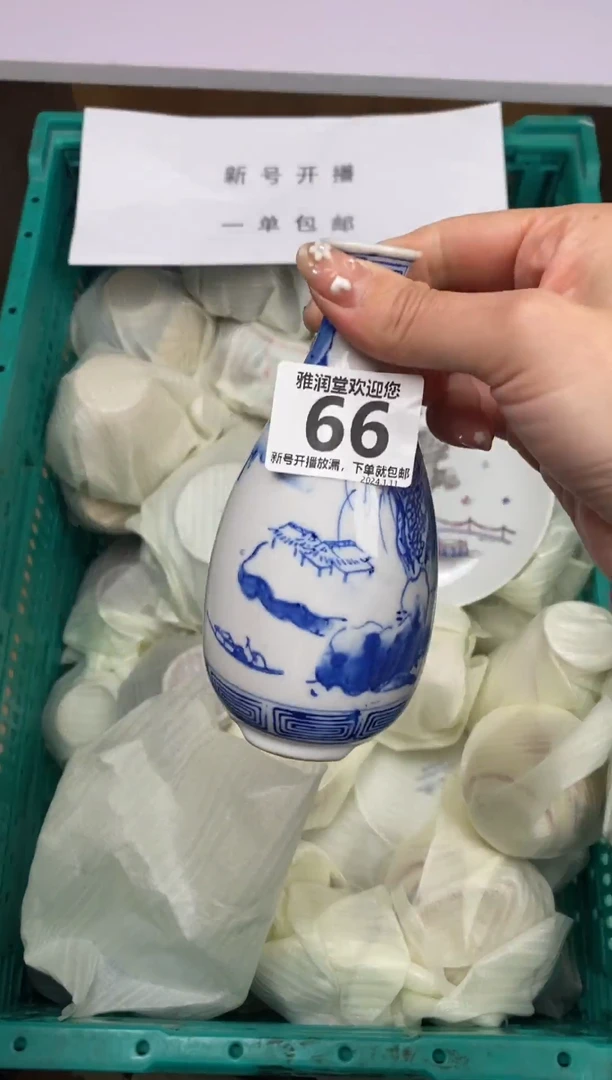 新号开播
一单包邮
雅润堂欢迎您
66
新号开播放漏，下单就包邮
2024.1.11